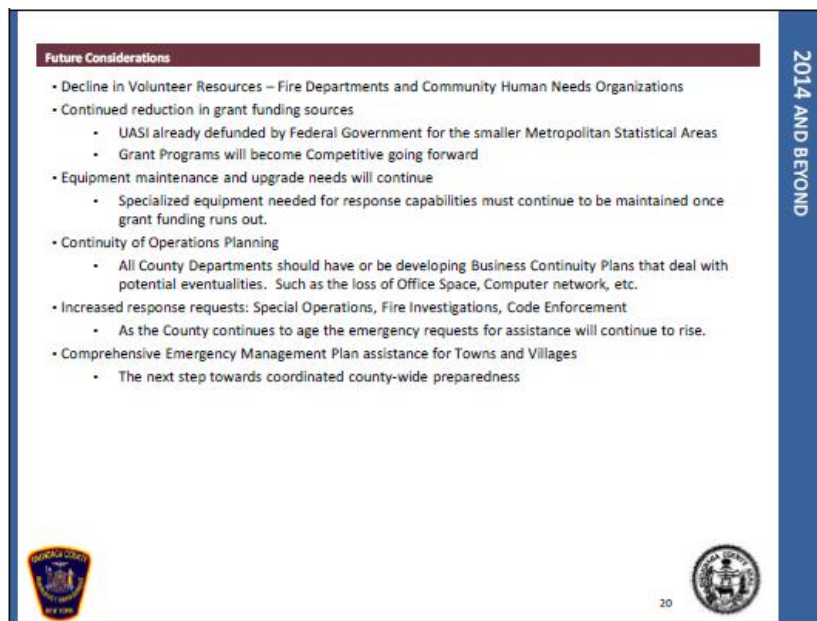 Future Considerations
▪ Decline in Volunteer Resources – Fire Departments and Community Human Needs Organizations
▪ Continued reduction in grant funding sources
▪ UASI already defunded by Federal Government for the smaller Metropolitan Statistical Areas
▪ Grant Programs will become Competitive going forward
▪ Equipment maintenance and upgrade needs will continue
▪ Specialized equipment needed for response capabilities must continue to be maintained once
grant funding runs out.
▪ Continuity of Operations Planning
▪ All County Departments should have or be developing Business Continuity Plans that deal with
potential eventualities. Such as the loss of Office Space, Computer network, etc.
▪ Increased response requests: Special Operations, Fire Investigations, Code Enforcement
▪ As the County continues to age the emergency requests for assistance will continue to rise.
▪ Comprehensive Emergency Management Plan assistance for Towns and Villages
▪ The next step towards coordinated county-wide preparedness
2014 AND BEYOND
ONONDAGA COUNTY
NEW YORK
20